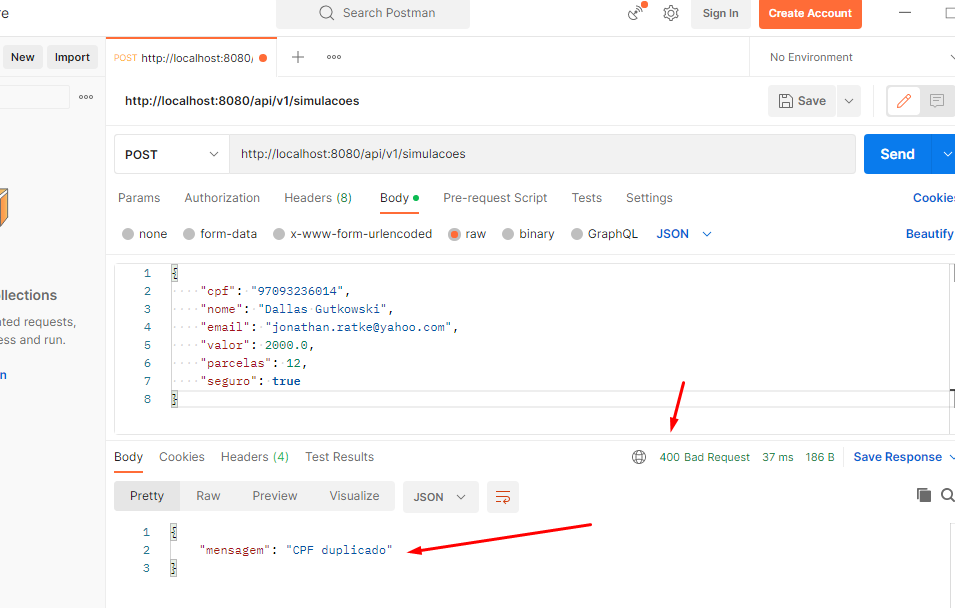 re
Search Postman
Sign In
Create Account
New
Import
POST http://localhost:8080/
No Environment
http://localhost:8080/api/v1/simulacoes
Save
POST
http://localhost:8080/api/v1/simulacoes
Send
Params
Authorization
Headers (8)
Body
Pre-request Script
Tests
Settings
Cookies
none
form-data
x-www-form-urlencoded
raw
binary
GraphQL
JSON
Beautify
llections
ted requests,
ess and run.
n
1 {
2 "cpf": "97093236014",
3 "nome": "Dallas Gutkowski",
4 "email": "jonathan.ratke@yahoo.com",
5 "valor": 2000.0,
6 "parcelas": 12,
7 "seguro": true
8 }
Body
Cookies
Headers (4)
Test Results
400 Bad Request
37 ms
186 B
Save Response
Pretty
Raw
Preview
Visualize
JSON
1 {
2 "mensagem": "CPF duplicado"
3 }